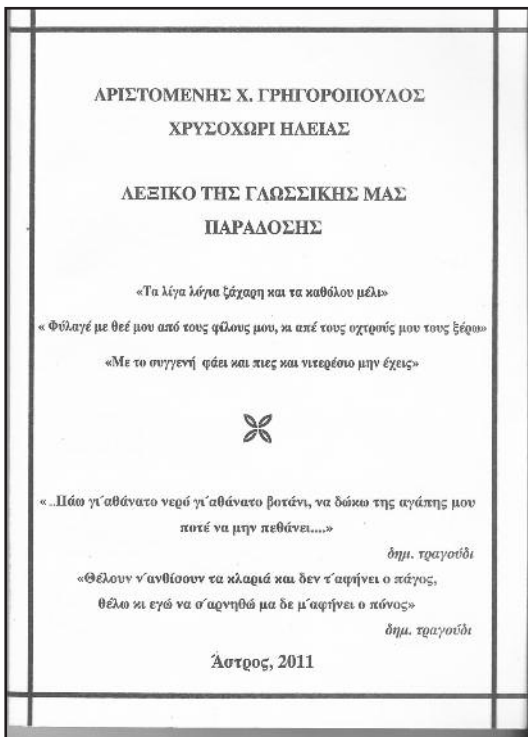 ΑΡΙΣΤΟΜΕΝΗΣ Χ. ΓΡΗΓΟΡΟΠΟΥΛΟΣ
ΧΡΥΣΟΧΩΡΙ ΗΛΕΙΑΣ
ΛΕΞΙΚΟ ΤΗΣ ΓΛΩΣΣΙΚΗΣ ΜΑΣ
ΠΑΡΑΔΟΣΗΣ
«Τα λίγα λόγια ζάχαρη και τα καθόλου μέλι»
« Φύλαγέ με θεέ μου από τους φίλους μου, κι απέ τους οχτρούς μου τους ξέρω»
«Με το συγγενή φάει και πιες και νιτερέσιο μην έχεις»
« ..Πάω γι΄αθάνατο νερό γι΄αθάνατο βοτάνι, να δώκω της αγάπης μου
ποτέ να μην πεθάνει....»
δημ. τραγούδι
«Θέλουν ν΄ανθίσουν τα κλαριά και δεν τ΄αφήνει ο πάγος,
θέλω κι εγώ να σ΄αρνηθώ μα δε μ΄αφήνει ο πόνος»
δημ. τραγούδι
Άστρος, 2011